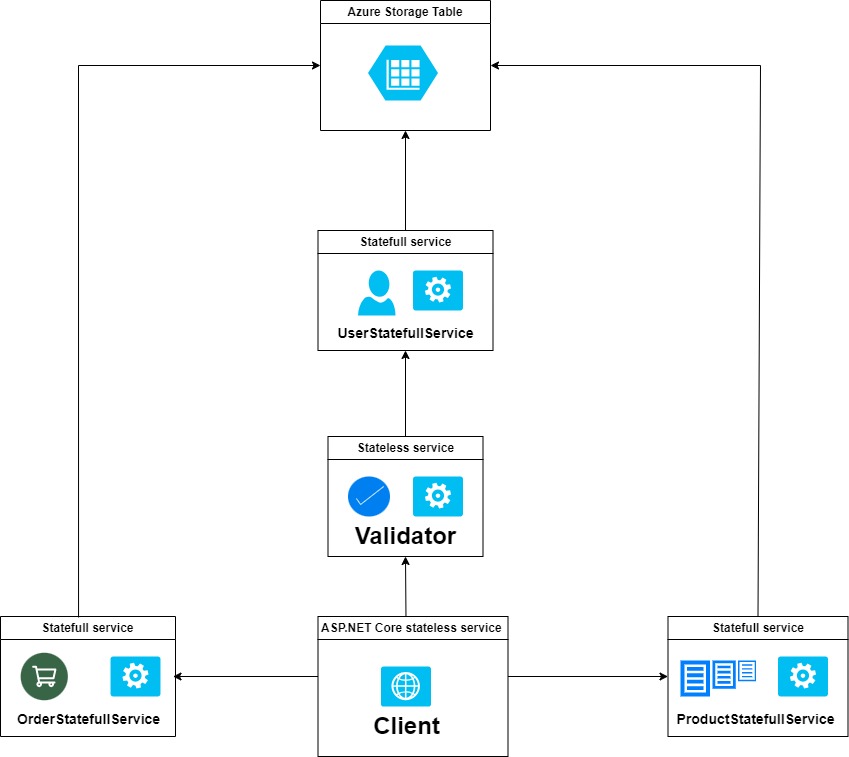 Azure Storage Table
Statefull service
UserStatefullService
Stateless service
Validator
Statefull service
OrderStatefullService
ASP.NET Core stateless service
Client
Statefull service
ProductStatefullService